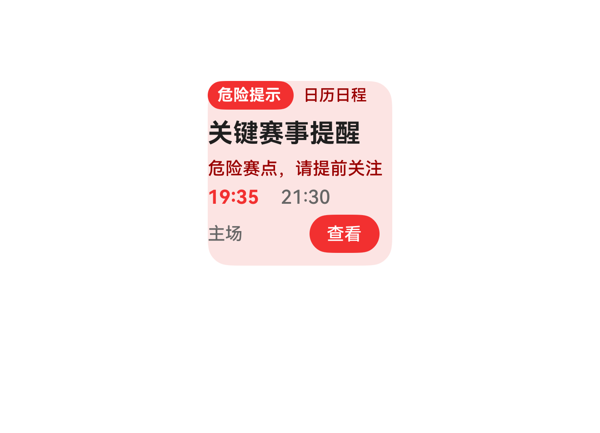 危险提示 日历日程
关键赛事提醒
危险赛点，请提前关注
19:35 21:30
主场 查看